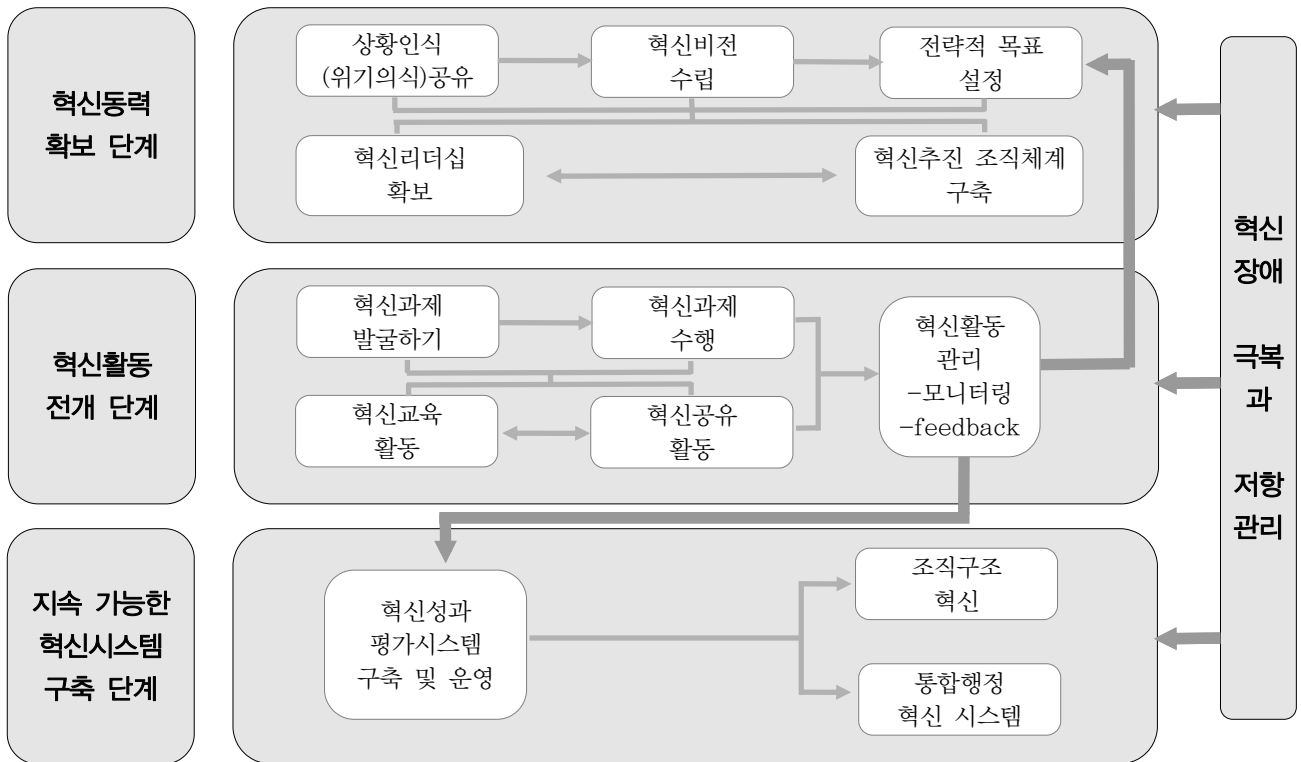 혁신동력
확보 단계
상황인식
(위기의식)공유
혁신비전
수립
전략적 목표
설정
혁신리더십
확보
혁신추진 조직체계
구축
혁신활동
전개 단계
혁신과제
발굴하기
혁신과제
수행
혁신교육
활동
혁신공유
활동
혁신활동
관리
-모니터링
-feedback
지속 가능한
혁신시스템
구축 단계
혁신성과
평가시스템
구축 및 운영
조직구조
혁신
통합행정
혁신 시스템
혁신
장애
극복
과
저항
관리